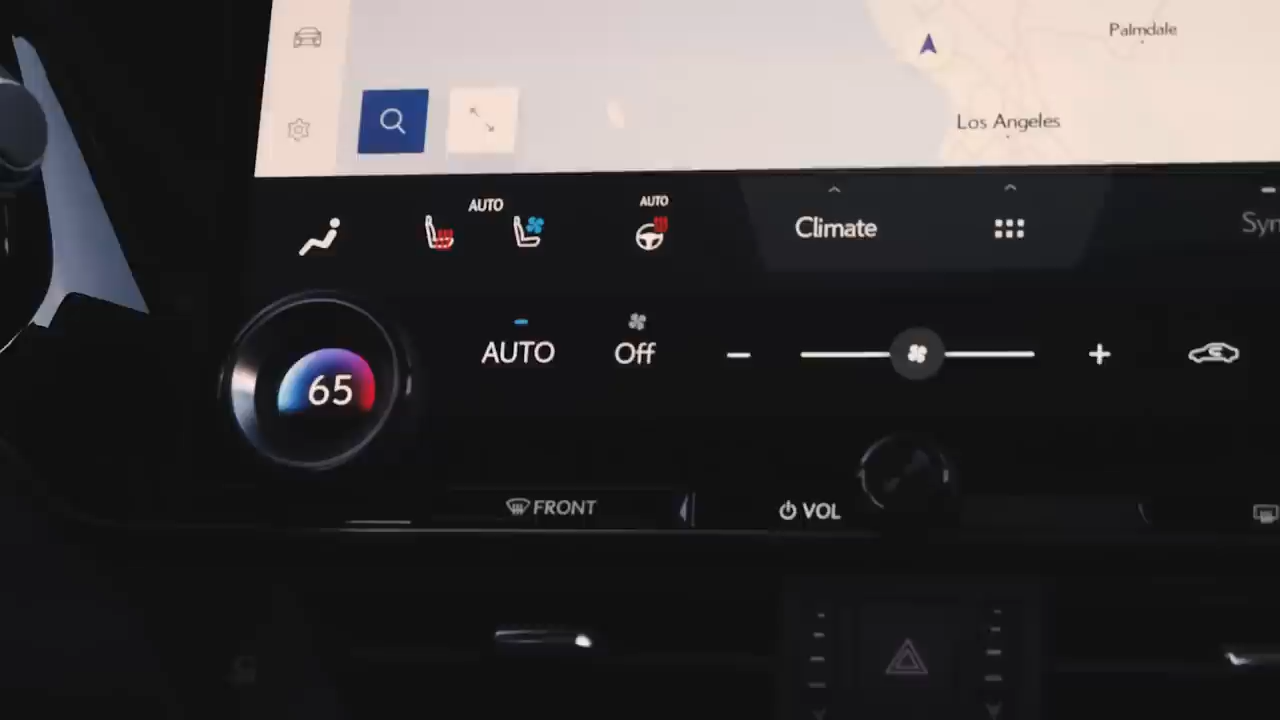 Palmdale
Los Angeles
AUTO
AUTO
Climate
AUTO
Off
65
FRONT
VOL